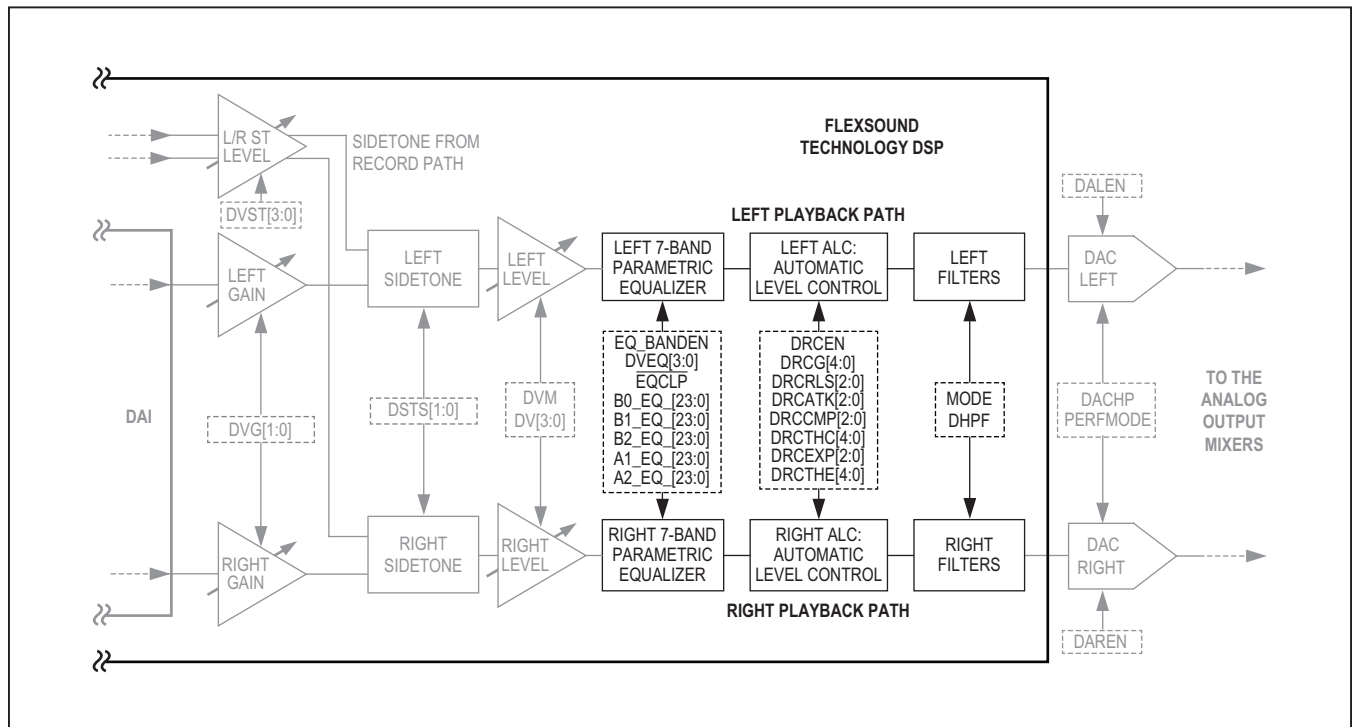 FLEXSOUND
TECHNOLOGY DSP
L/R ST
LEVEL
SIDETONE FROM
RECORD PATH
DVST[3:0]
DALEN
LEFT PLAYBACK PATH
LEFT
GAIN
LEFT
SIDETONE
LEFT
LEVEL
LEFT 7-BAND
PARAMETRIC
EQUALIZER
LEFT ALC:
AUTOMATIC
LEVEL CONTROL
LEFT
FILTERS
DAC
LEFT
DAI
DVG[1:0]
DSTS[1:0]
DVM
DV[3:0]
EQ_BANDEN
DVEQ[3:0]
EQCLP
B0_EQ_[23:0]
B1_EQ_[23:0]
B2_EQ_[23:0]
A1_EQ_[23:0]
A2_EQ_[23:0]
DRCEN
DRCG[4:0]
DRCRLS[2:0]
DRCATK[2:0]
DRCCMP[2:0]
DRCTHC[4:0]
DRCEXP[2:0]
DRCTHE[4:0]
MODE
DHPF
DACHP
PERFMODE
TO THE
ANALOG
OUTPUT
MIXERS
RIGHT
GAIN
RIGHT
SIDETONE
RIGHT
LEVEL
RIGHT 7-BAND
PARAMETRIC
EQUALIZER
RIGHT ALC:
AUTOMATIC
LEVEL CONTROL
RIGHT
FILTERS
DAC
RIGHT
RIGHT PLAYBACK PATH
DAREN